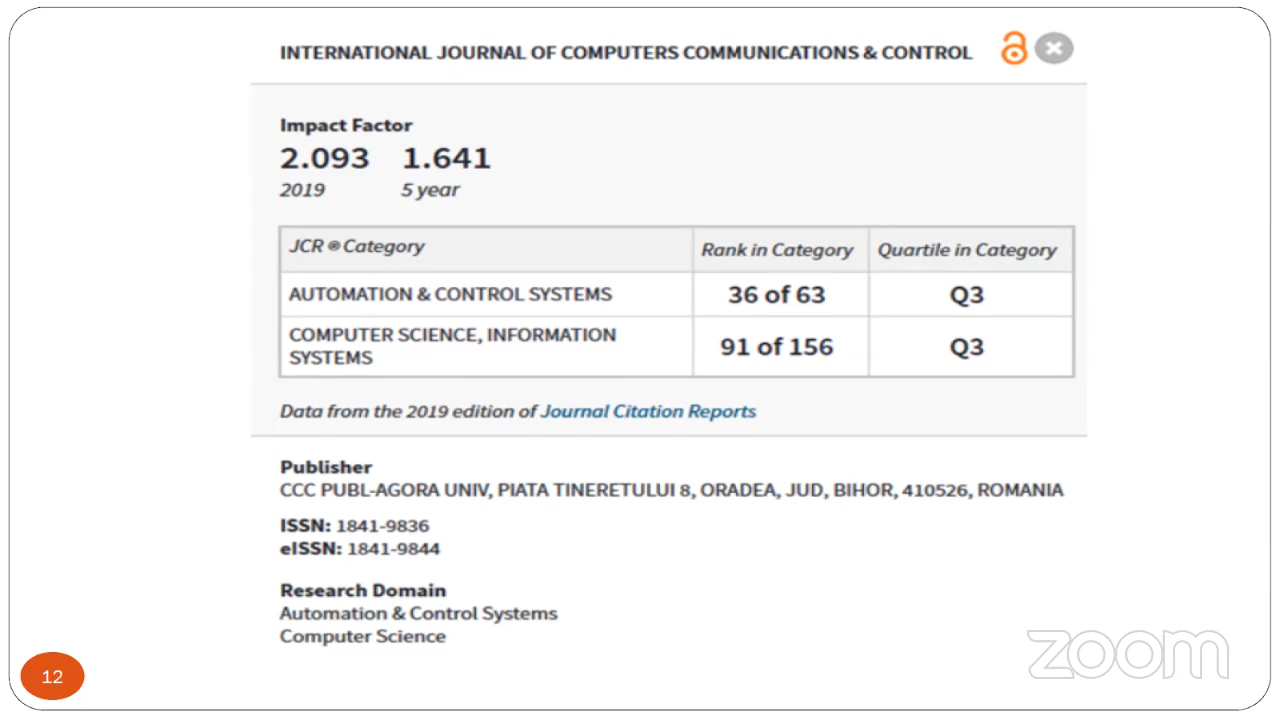 INTERNATIONAL JOURNAL OF COMPUTERS COMMUNICATIONS & CONTROL
Impact Factor
2.093 1.641
2019 5 year
JCR ® Category Rank in Category Quartile in Category
AUTOMATION & CONTROL SYSTEMS 36 of 63 Q3
COMPUTER SCIENCE, INFORMATION
SYSTEMS 91 of 156 Q3
Data from the 2019 edition of Journal Citation Reports
Publisher
CCC PUBL-AGORA UNIV, PIATA TINERETULUI 8, ORADEA, JUD, BIHOR, 410526, ROMANIA
ISSN: 1841-9836
eISSN: 1841-9844
Research Domain
Automation & Control Systems
Computer Science
zoom
12